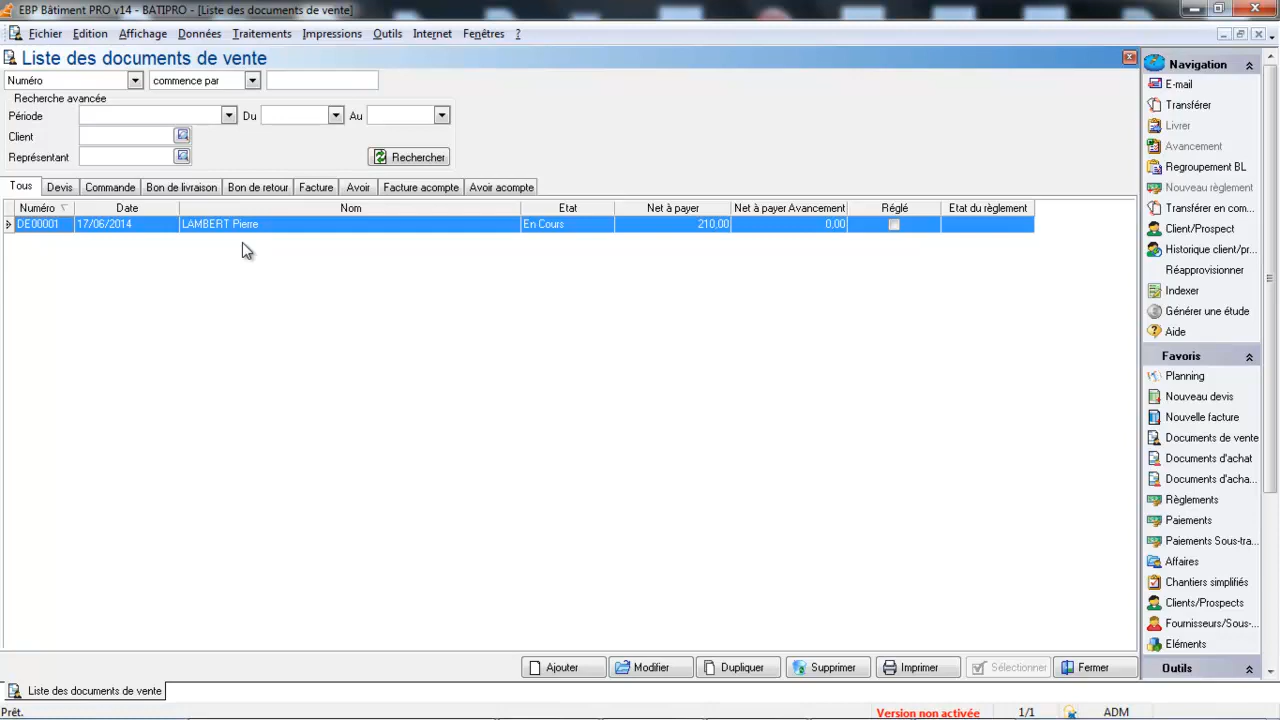 EBP Bâtiment PRO v14 - BATIPRO - [Liste des documents de vente]
Fichier Edition Affichage Données Traitements Impressions Outils Internet Fenêtres ?
Liste des documents de vente
Numéro commence par
Recherche avancée
Période Du Au
Client
Représentant Rechercher
Tous Devis Commande Bon de livraison Bon de retour Facture Avoir Facture acompte Avoir acompte
Numéro Date Nom Etat Net à payer Net à payer Avancement Réglé Etat du règlement
DE00001 17/06/2014 LAMBERT Pierre En Cours 210,00 0,00
Navigation
E-mail
Transférer
Livrer
Avancement
Regroupement BL
Nouveau règlement
Transférer en com...
Client/Prospect
Historique client/pr...
Réapprovisionner
Indexer
Générer une étude
Aide
Favoris
Planning
Nouveau devis
Nouvelle facture
Documents de vente
Documents d'achat
Documents d'acha...
Règlements
Paiements
Paiements Sous-tra...
Affaires
Chantiers simplifiés
Clients/Prospects
Fournisseurs/Sous-...
Eléments
Outils
Ajouter Modifier Dupliquer Supprimer Imprimer Sélectionner Fermer
Liste des documents de vente
Prêt. Version non activée 1/1 ADM